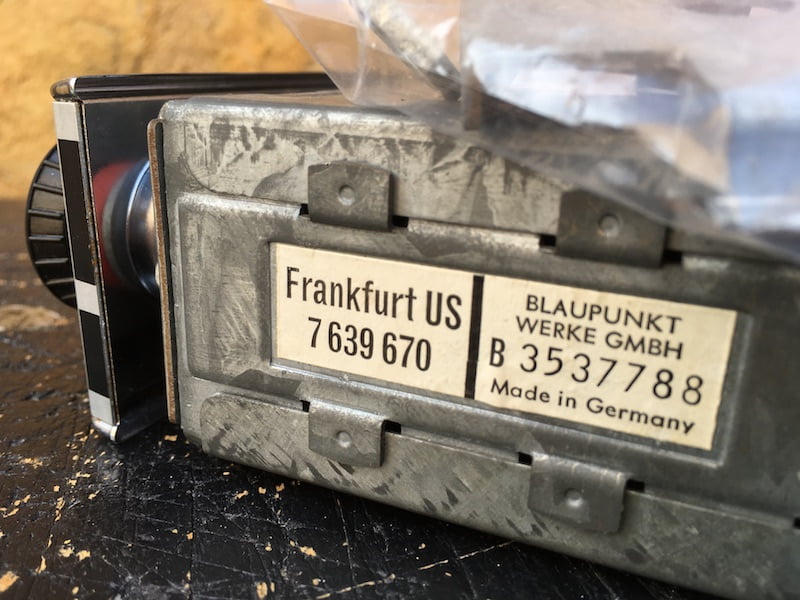 Frankfurt US
7 639 670
BLAUPUNKT
WERKE GMBH
B 3537788
Made in Germany